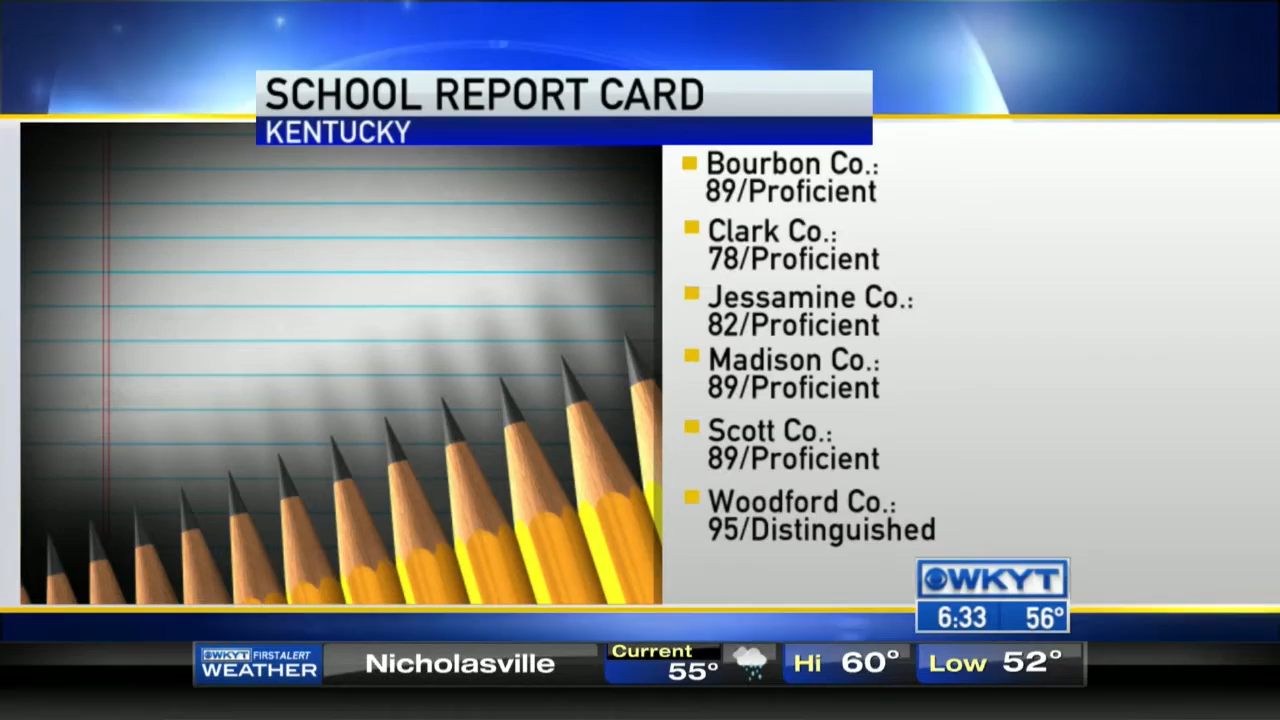 SCHOOL REPORT CARD
KENTUCKY
Bourbon Co.:
89/Proficient
Clark Co.:
78/Proficient
Jessamine Co.:
82/Proficient
Madison Co.:
89/Proficient
Scott Co.:
89/Proficient
Woodford Co.:
95/Distinguished
WKYT
6:33 56°
WKYT FIRSTALERT
WEATHER
Nicholasville
Current
55°
Hi 60°
Low 52°